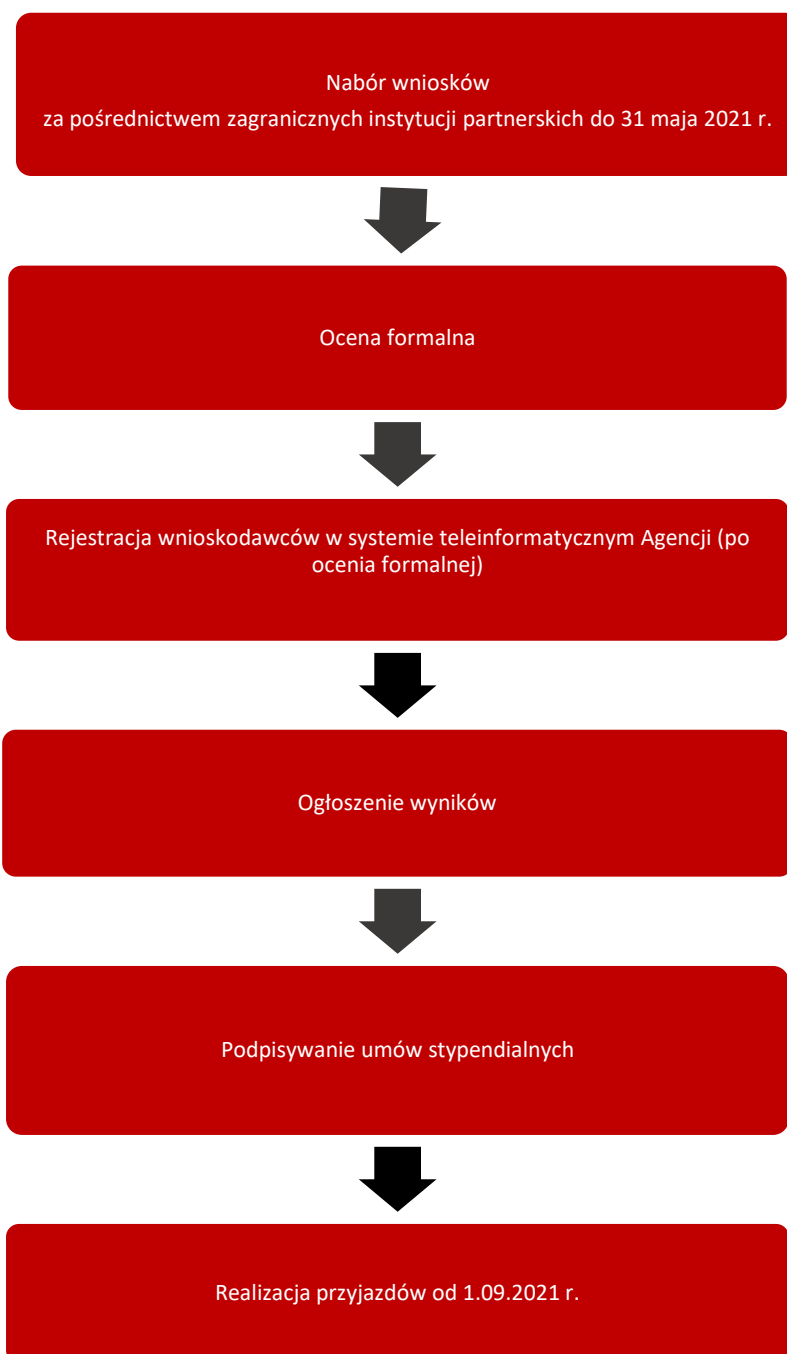 Nabór wniosków
za pośrednictwem zagranicznych instytucji partnerskich do 31 maja 2021 r.
Ocena formalna
Rejestracja wnioskodawców w systemie teleinformatycznym Agencji (po
ocenia formalnej)
Ogłoszenie wyników
Podpisywanie umów stypendialnych
Realizacja przyjazdów od 1.09.2021 r.